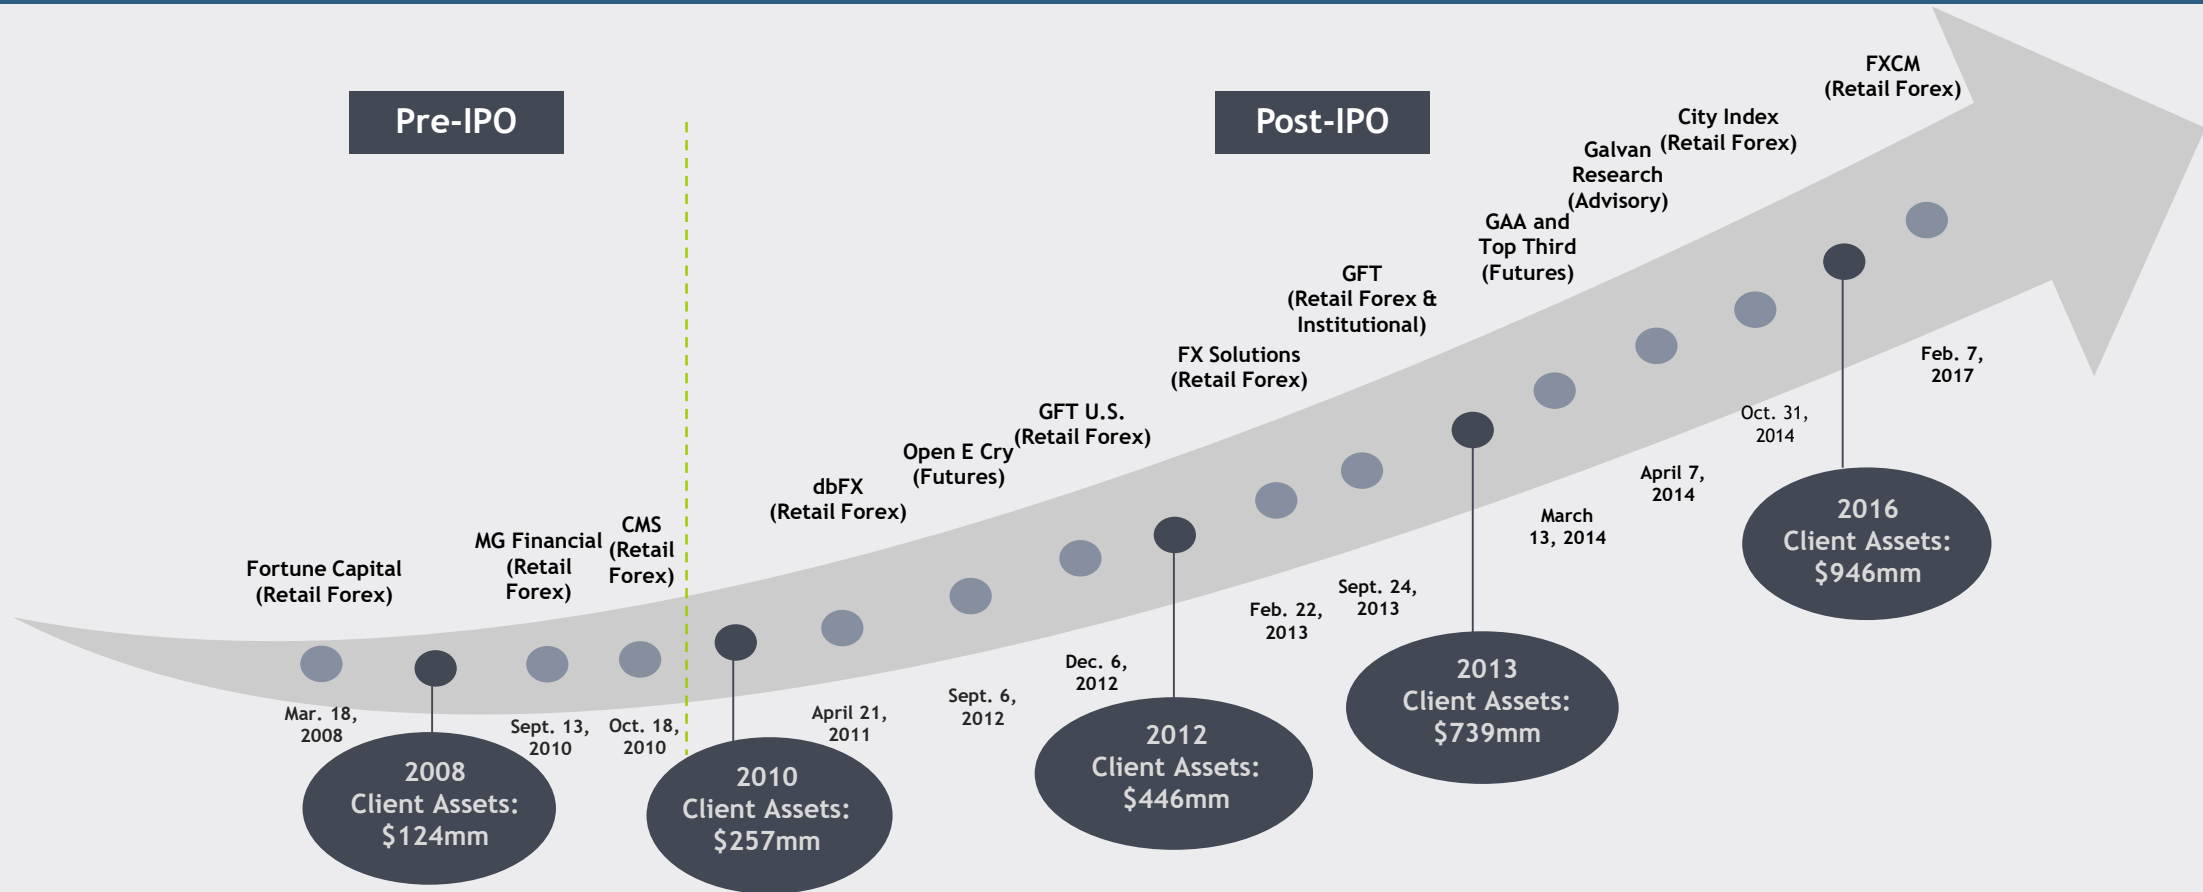 Pre-IPO
Post-IPO
Fortune Capital
(Retail Forex)
MG Financial
(Retail
Forex)
CMS
(Retail
Forex)
dbFX
(Retail Forex)
Open E Cry
(Futures)
GFT U.S.
(Retail Forex)
FX Solutions
(Retail Forex)
GFT
(Retail Forex &
Institutional)
GAA and
Top Third
(Futures)
Galvan
Research
(Advisory)
City Index
(Retail Forex)
FXCM
(Retail Forex)
Mar. 18,
2008
Sept. 13,
2010
Oct. 18,
2010
April 21,
2011
Sept. 6,
2012
Dec. 6,
2012
Feb. 22,
2013
Sept. 24,
2013
March
13, 2014
April 7,
2014
Oct. 31,
2014
Feb. 7,
2017
2008
Client Assets:
$124mm
2010
Client Assets:
$257mm
2012
Client Assets:
$446mm
2013
Client Assets:
$739mm
2016
Client Assets:
$946mm